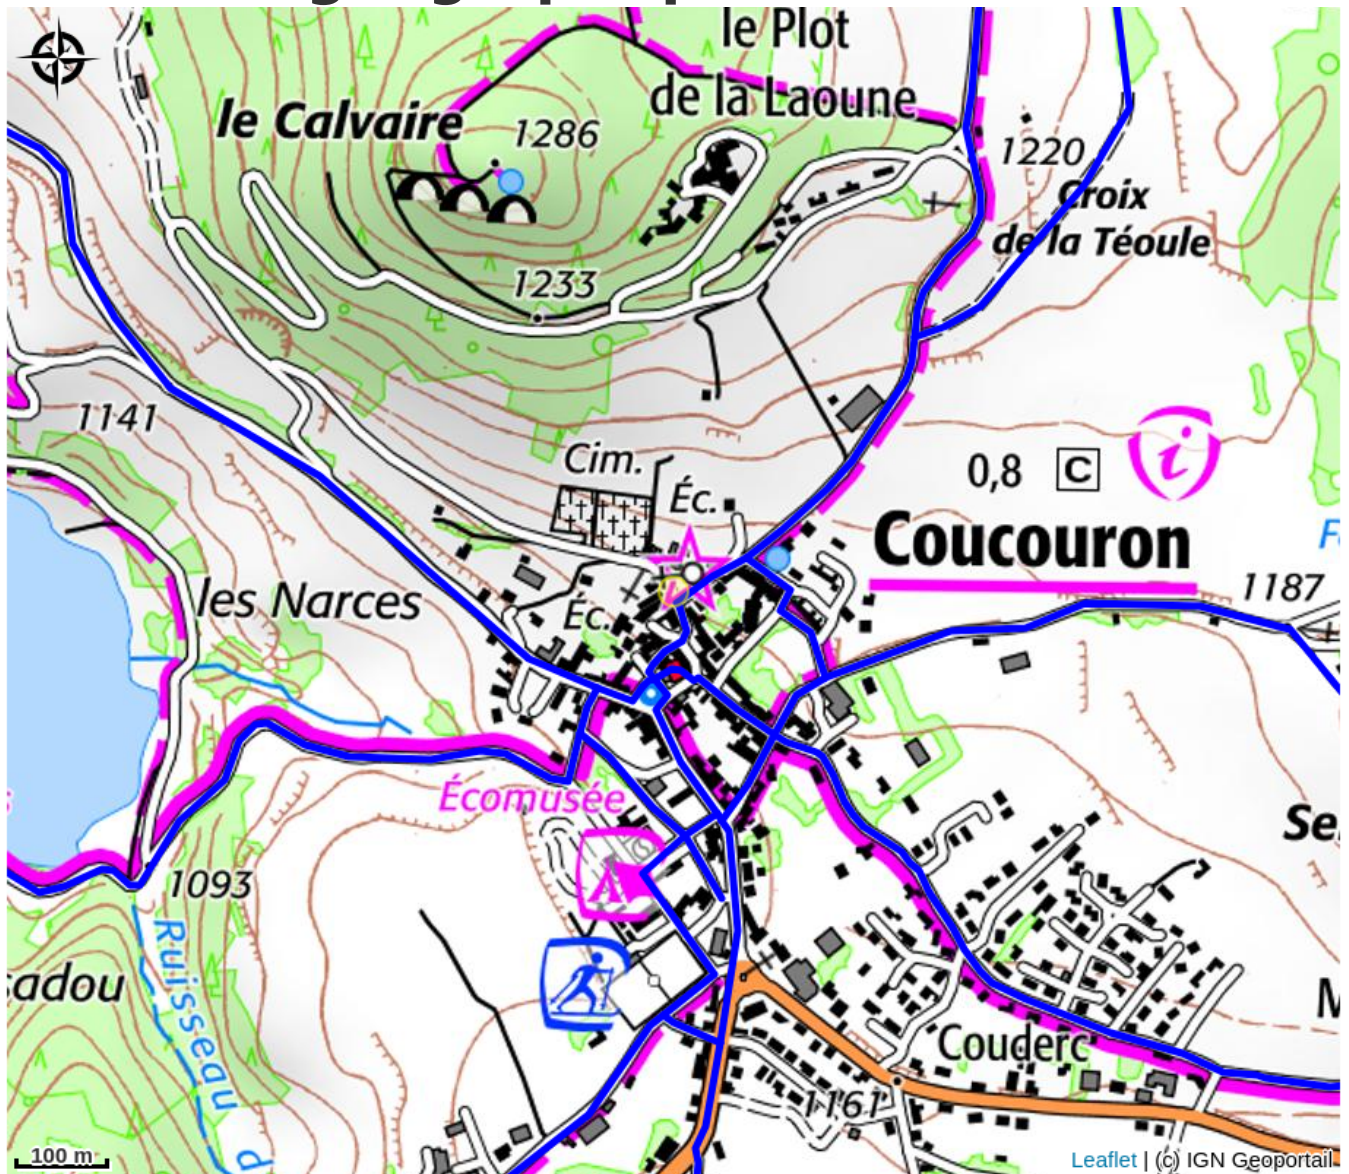 le Plot
de la Laoune
le Calvaire
1286
1220
Croix
de la Téoule
1233
1141
Cim.
Éc.
0,8 C
i
Coucouron
les Narces
1187
Éc.
Écomusée
Se
1093
Ruisseau d
adou
M
Couderc
1161
100 m
Leaflet | (c) IGN Geoportail